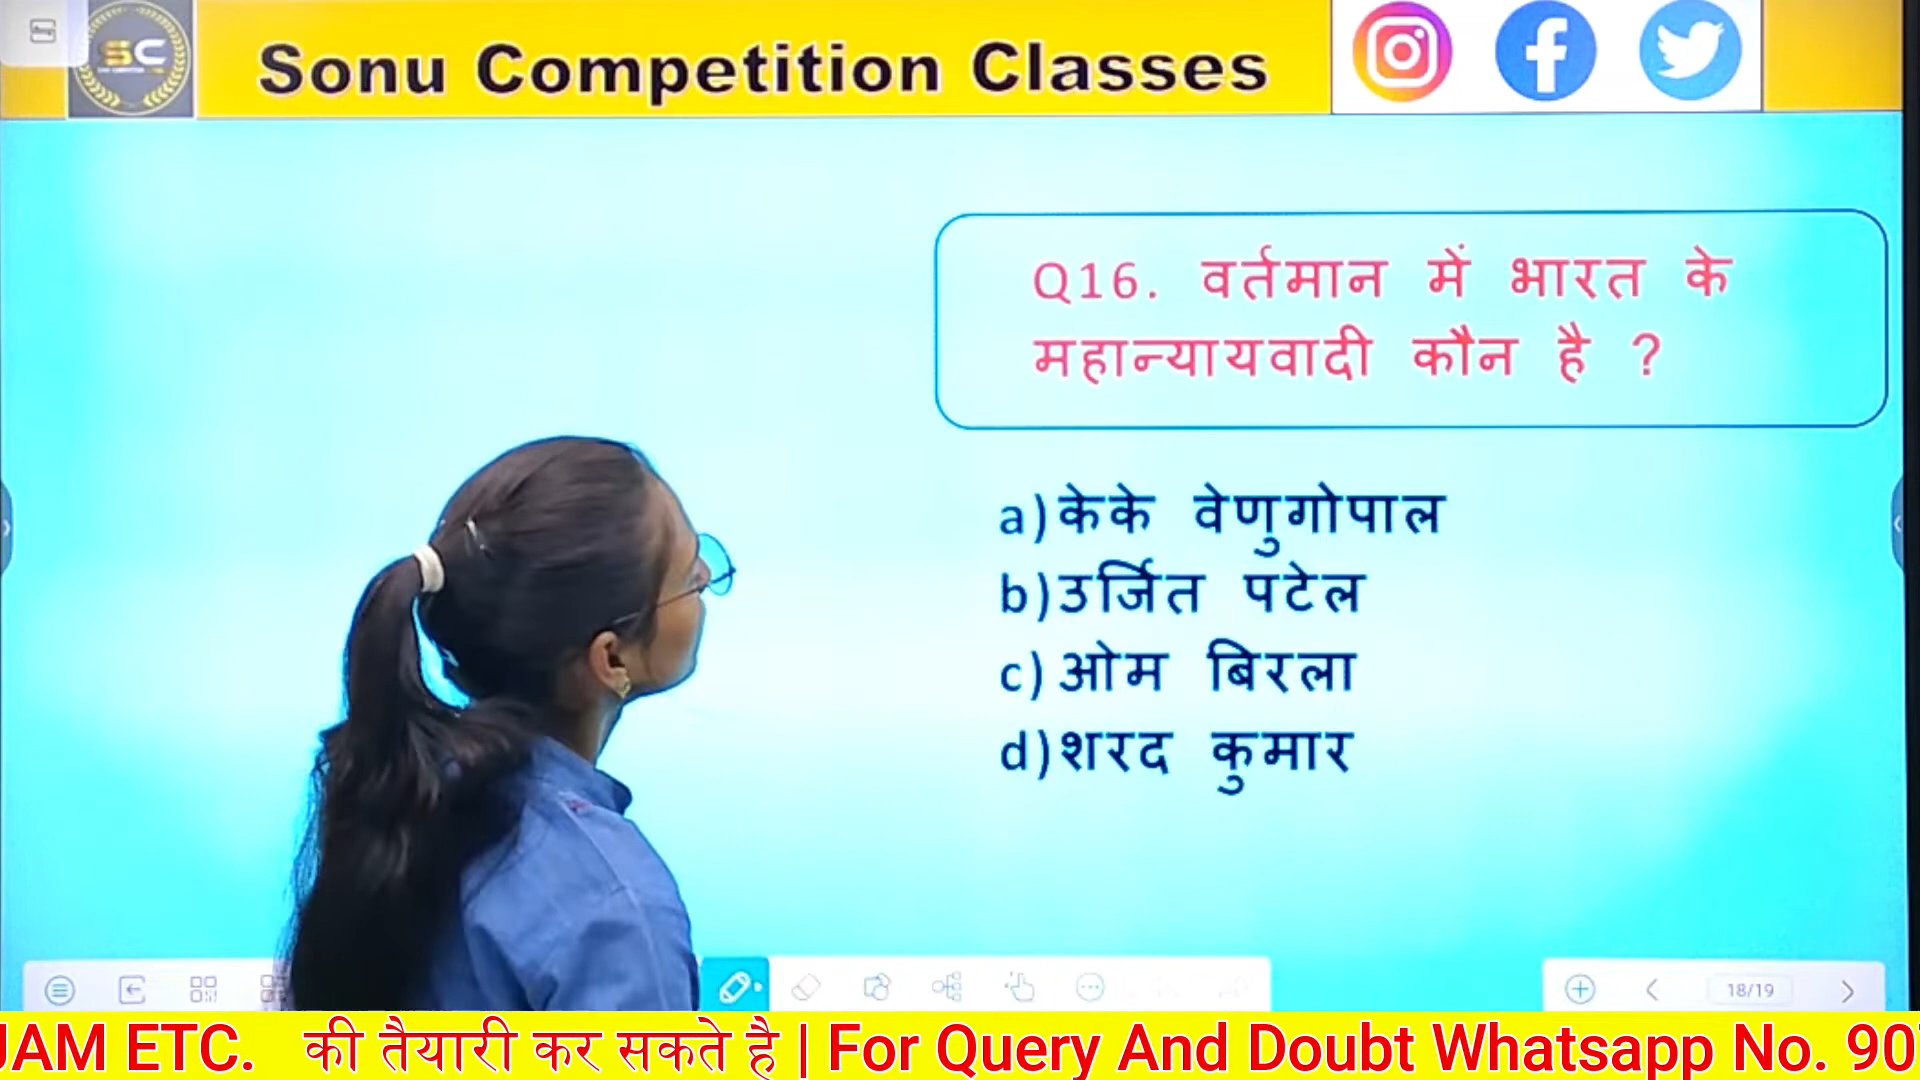 SC
Sonu Competition Classes
Q16. वर्तमान में भारत के
महान्यायवादी कौन है ?
a)केके वेणुगोपाल
b)उर्जित पटेल
c)ओम बिरला
d)शरद कुमार
18/19
JAM ETC. की तैयारी कर सकते है | For Query And Doubt Whatsapp No. 90